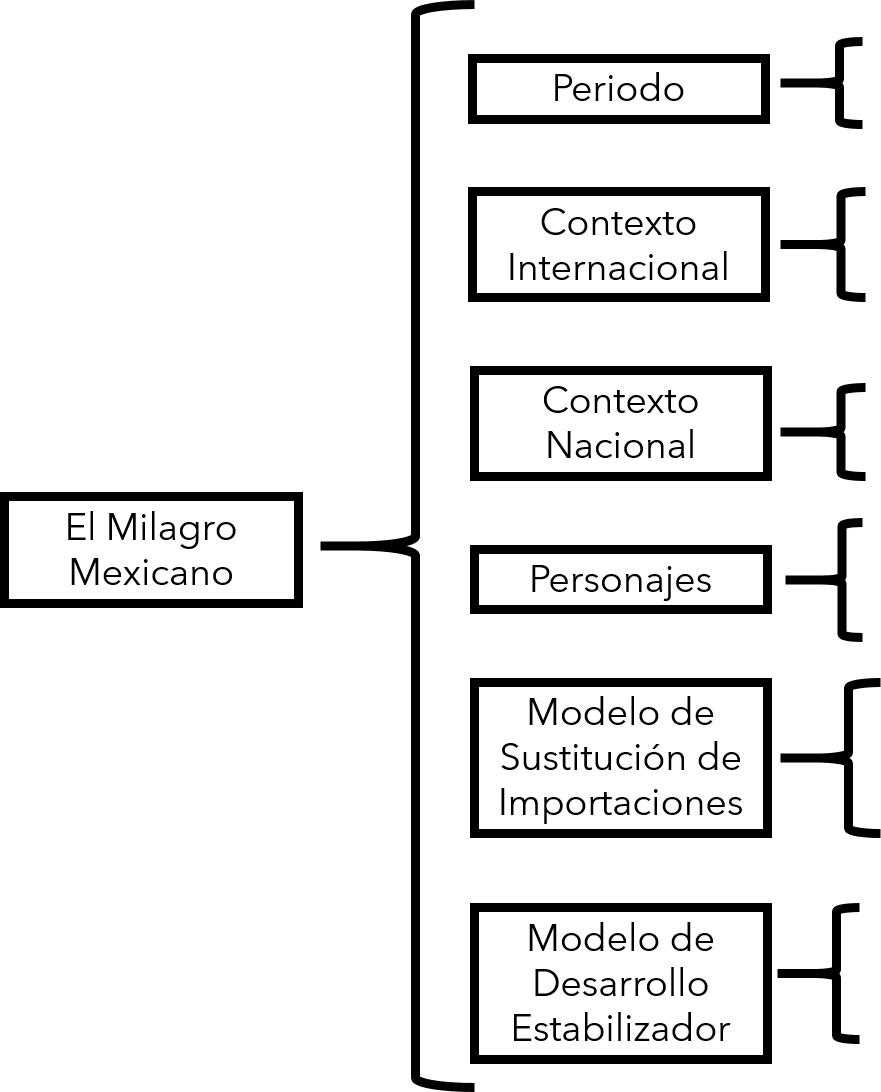 Periodo
Contexto
Internacional
Contexto
Nacional
El Milagro
Mexicano
Personajes
Modelo de
Sustitución de
Importaciones
Modelo de
Desarrollo
Estabilizador